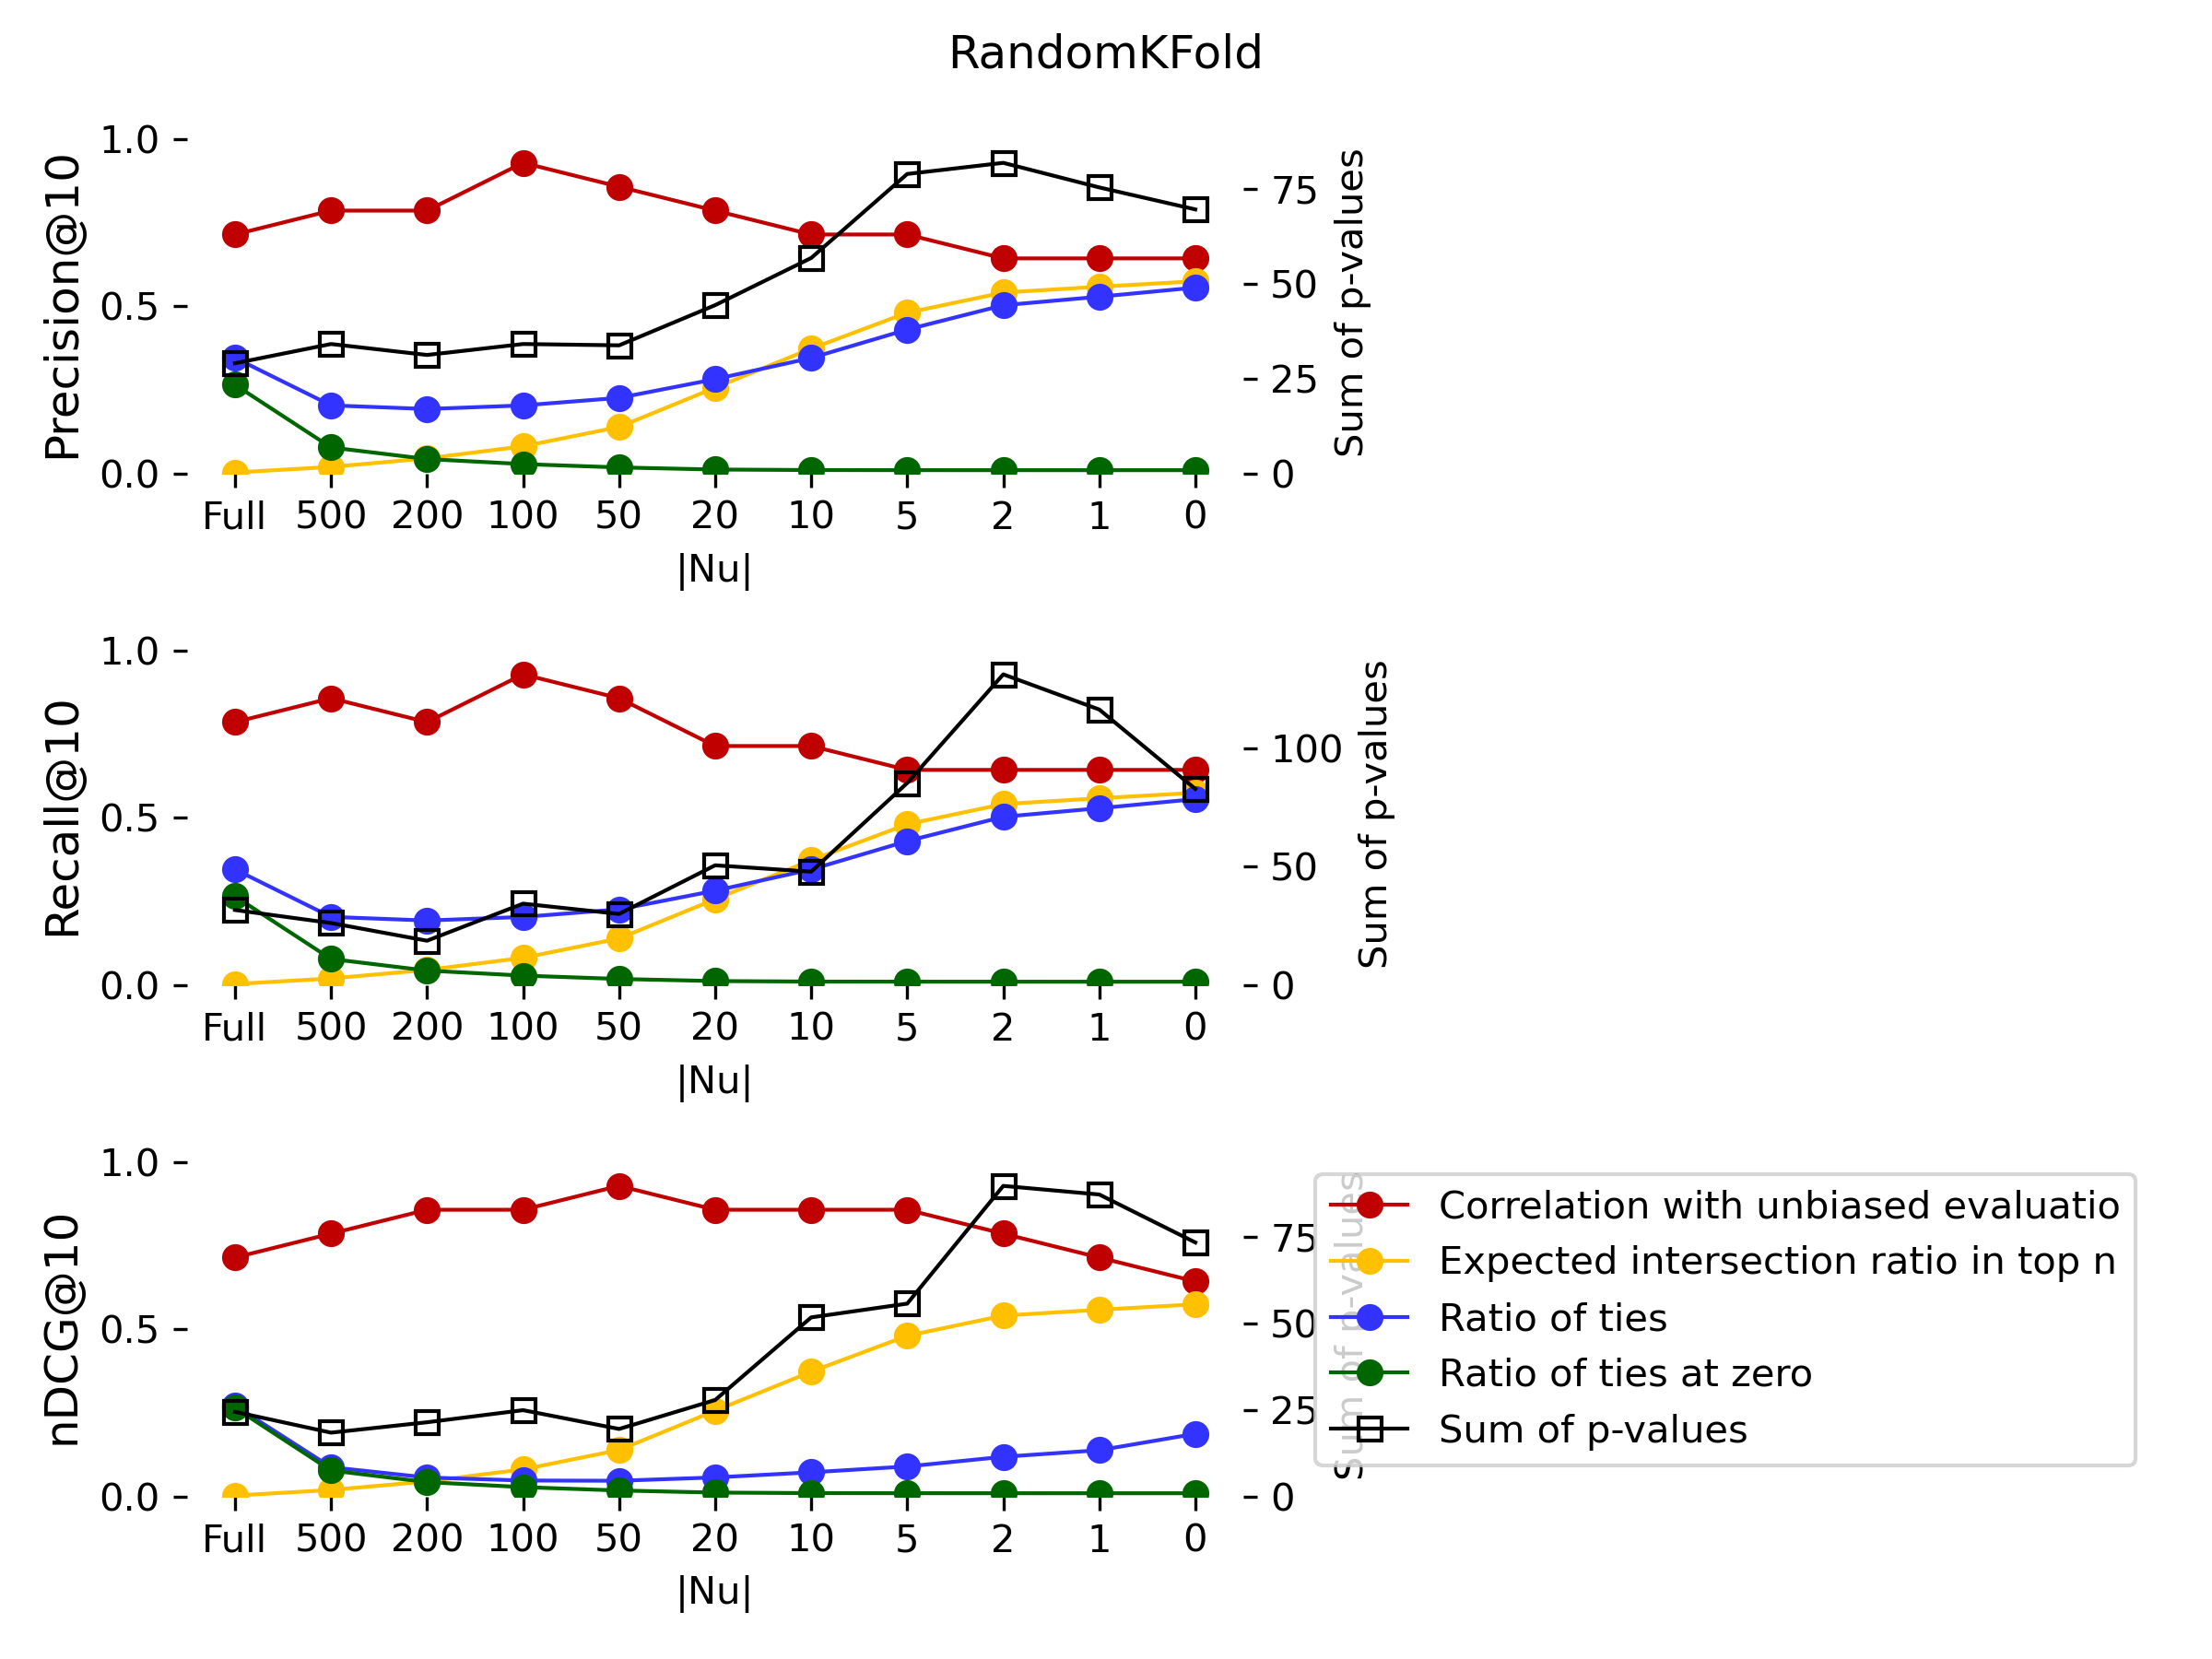 RandomKFold
1.0
0.5
0.0
Precision@10
75
50
25
0
Sum of p-values
Full 500 200 100 50 20 10 5 2 1 0
|Nu|
1.0
0.5
0.0
Recall@10
100
50
0
Sum of p-values
Full 500 200 100 50 20 10 5 2 1 0
|Nu|
1.0
0.5
0.0
nDCG@10
75
50
25
0
Sum of p-values
Full 500 200 100 50 20 10 5 2 1 0
|Nu|
Correlation with unbiased evaluatio
Expected intersection ratio in top n
Ratio of ties
Ratio of ties at zero
Sum of p-values